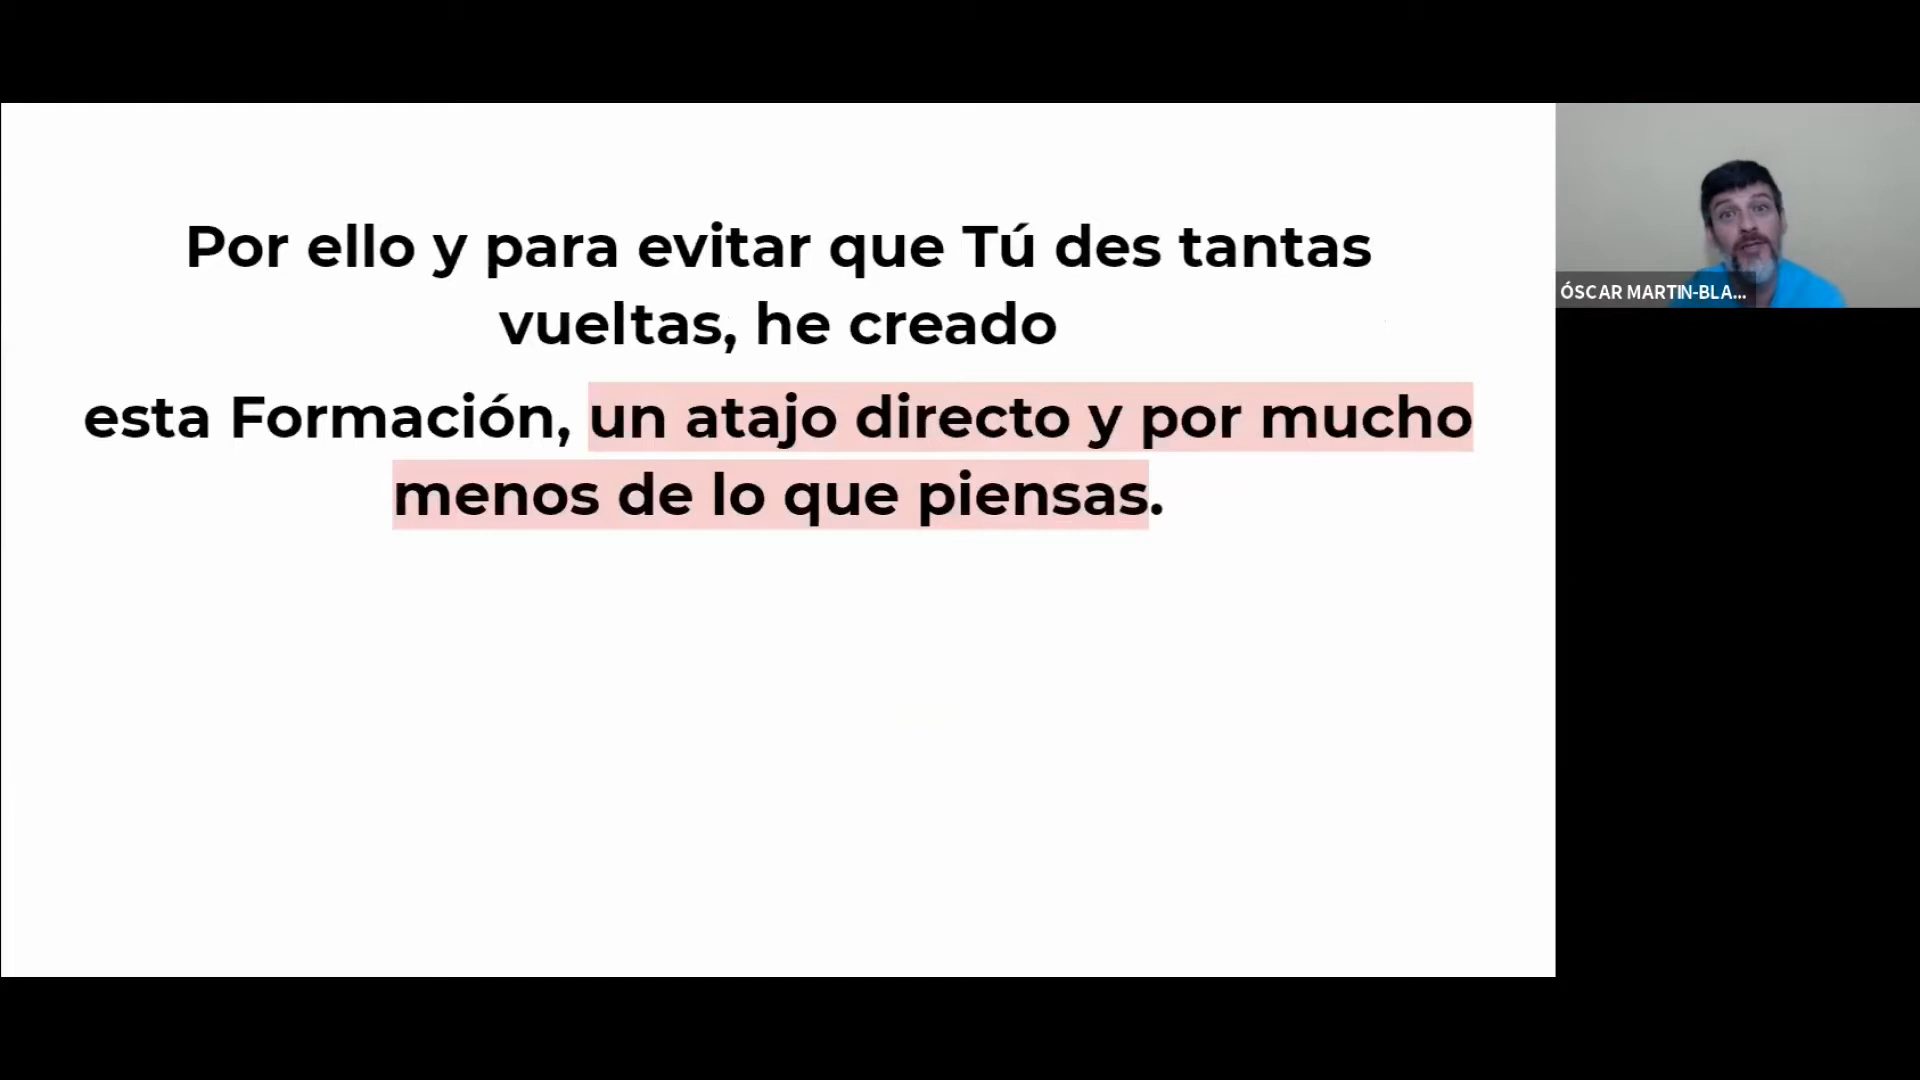 Por ello y para evitar que Tú des tantas
vueltas, he creado
esta Formación, un atajo directo y por mucho
menos de lo que piensas.
ÓSCAR MARTIN-BLA...